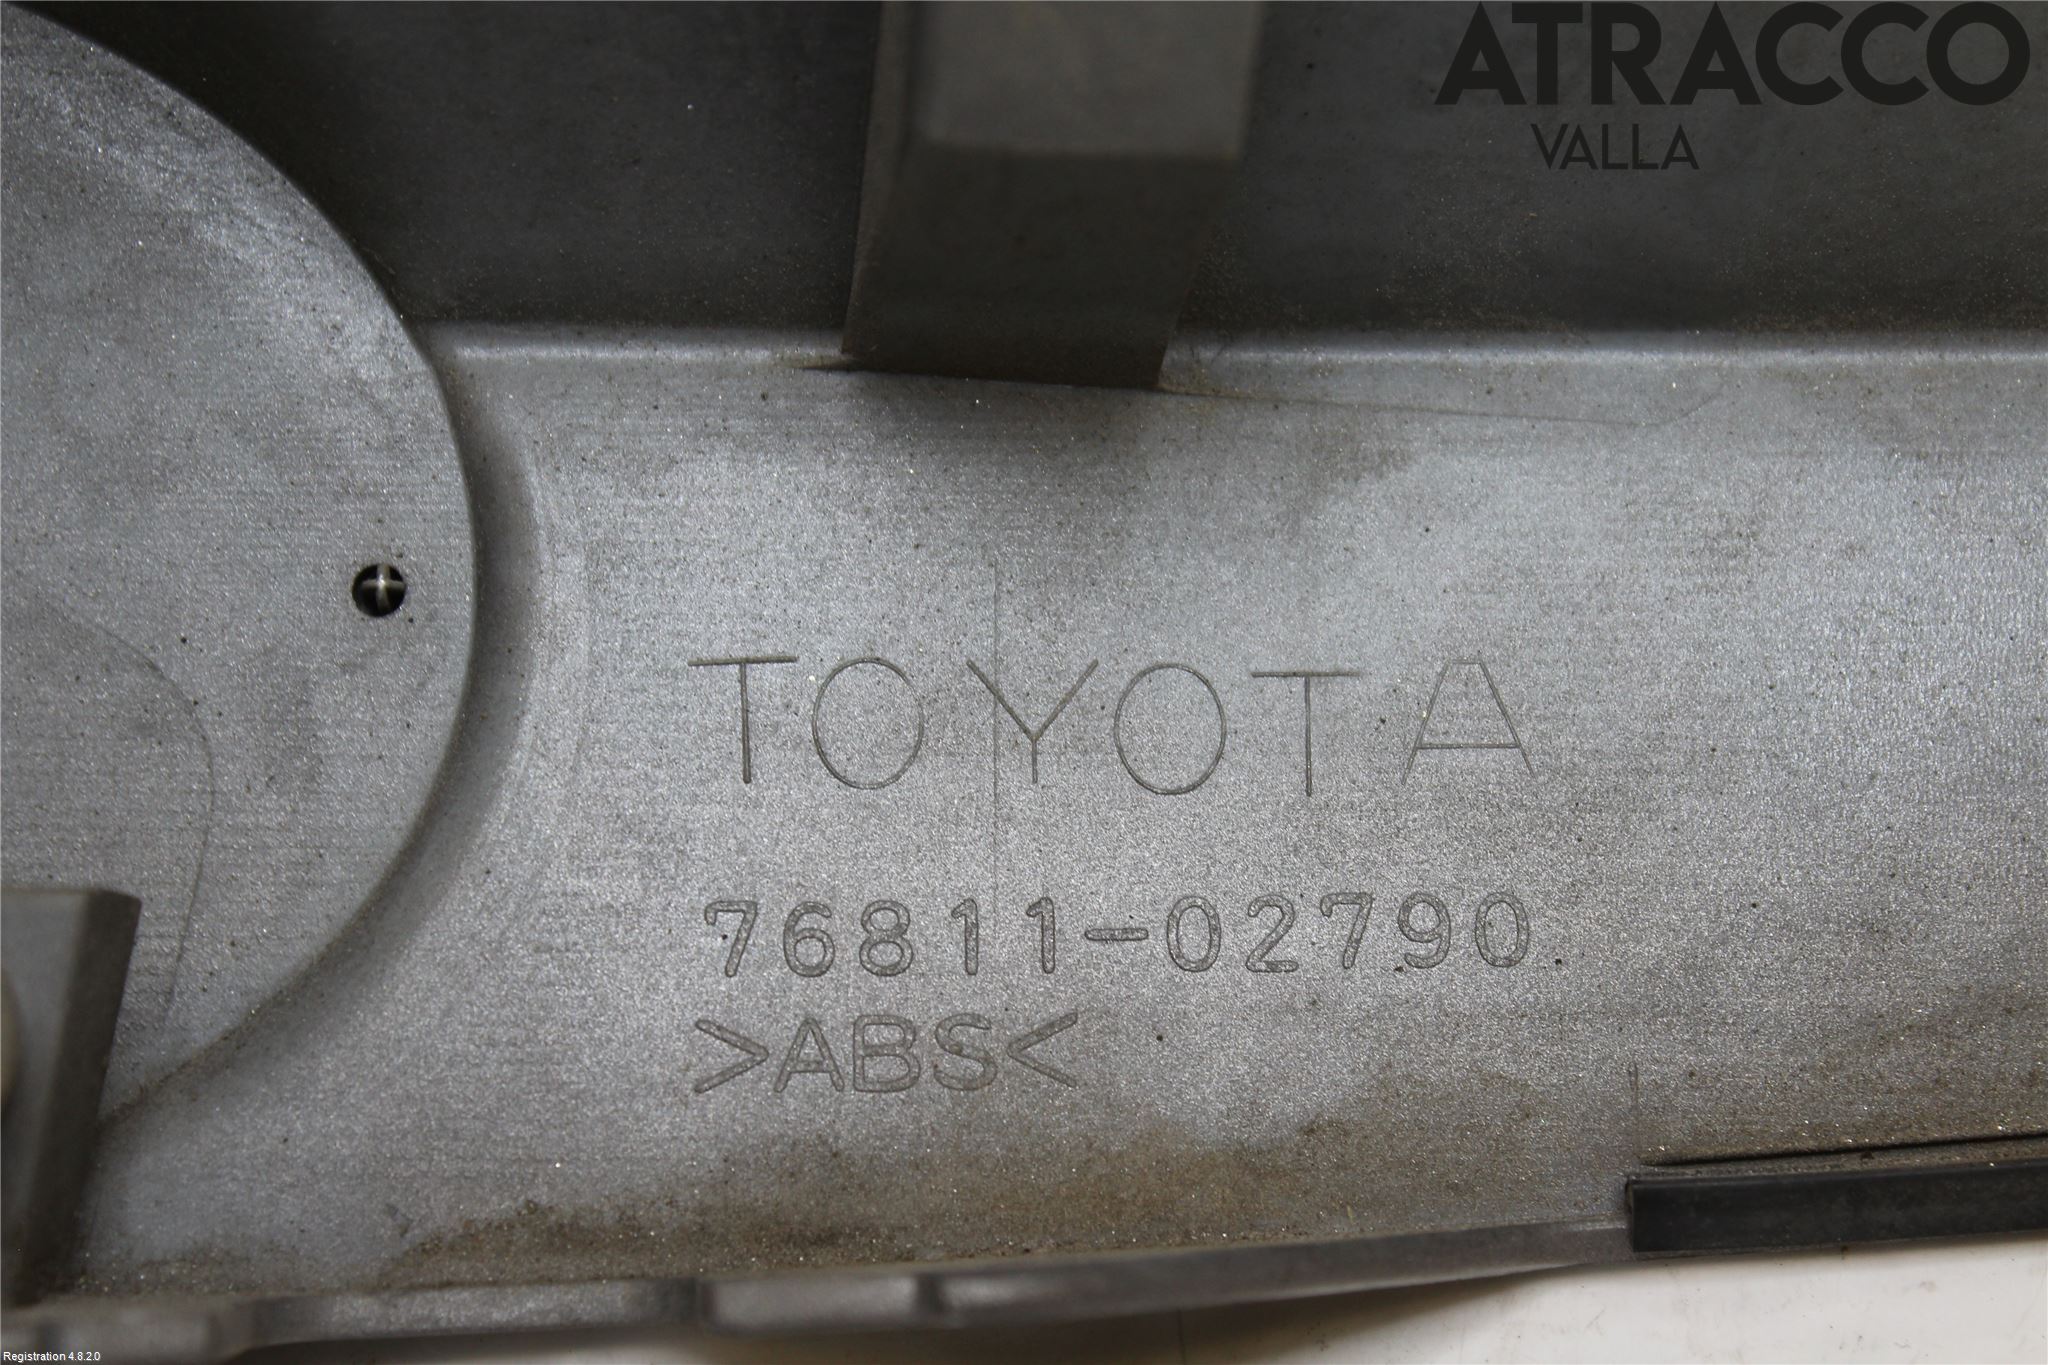 ATRACCO
VALLA
TOYOTA
76811-02790
>ABS<
Registration 4.8.2.0